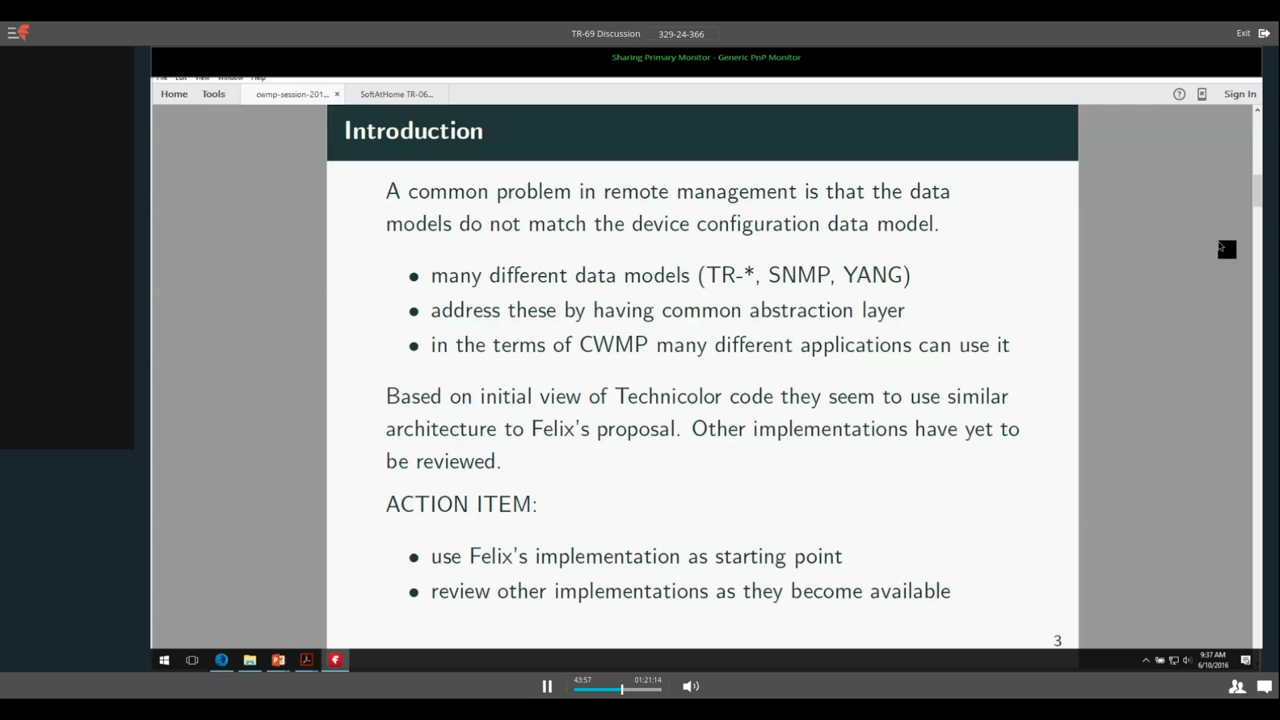 TR-69 Discussion 329-24-366 Exit
Sharing Primary Monitor - Generic PnP Monitor
File Edit View Window Help
Home Tools cwmp-session-201... × SoftAtHome TR-06... Sign In
Introduction
A common problem in remote management is that the data
models do not match the device configuration data model.
• many different data models (TR-*, SNMP, YANG)
• address these by having common abstraction layer
• in the terms of CWMP many different applications can use it
Based on initial view of Technicolor code they seem to use similar
architecture to Felix's proposal. Other implementations have yet to
be reviewed.
ACTION ITEM:
• use Felix's implementation as starting point
• review other implementations as they become available
3
9:37 AM
6/10/2016
43:57 01:21:14